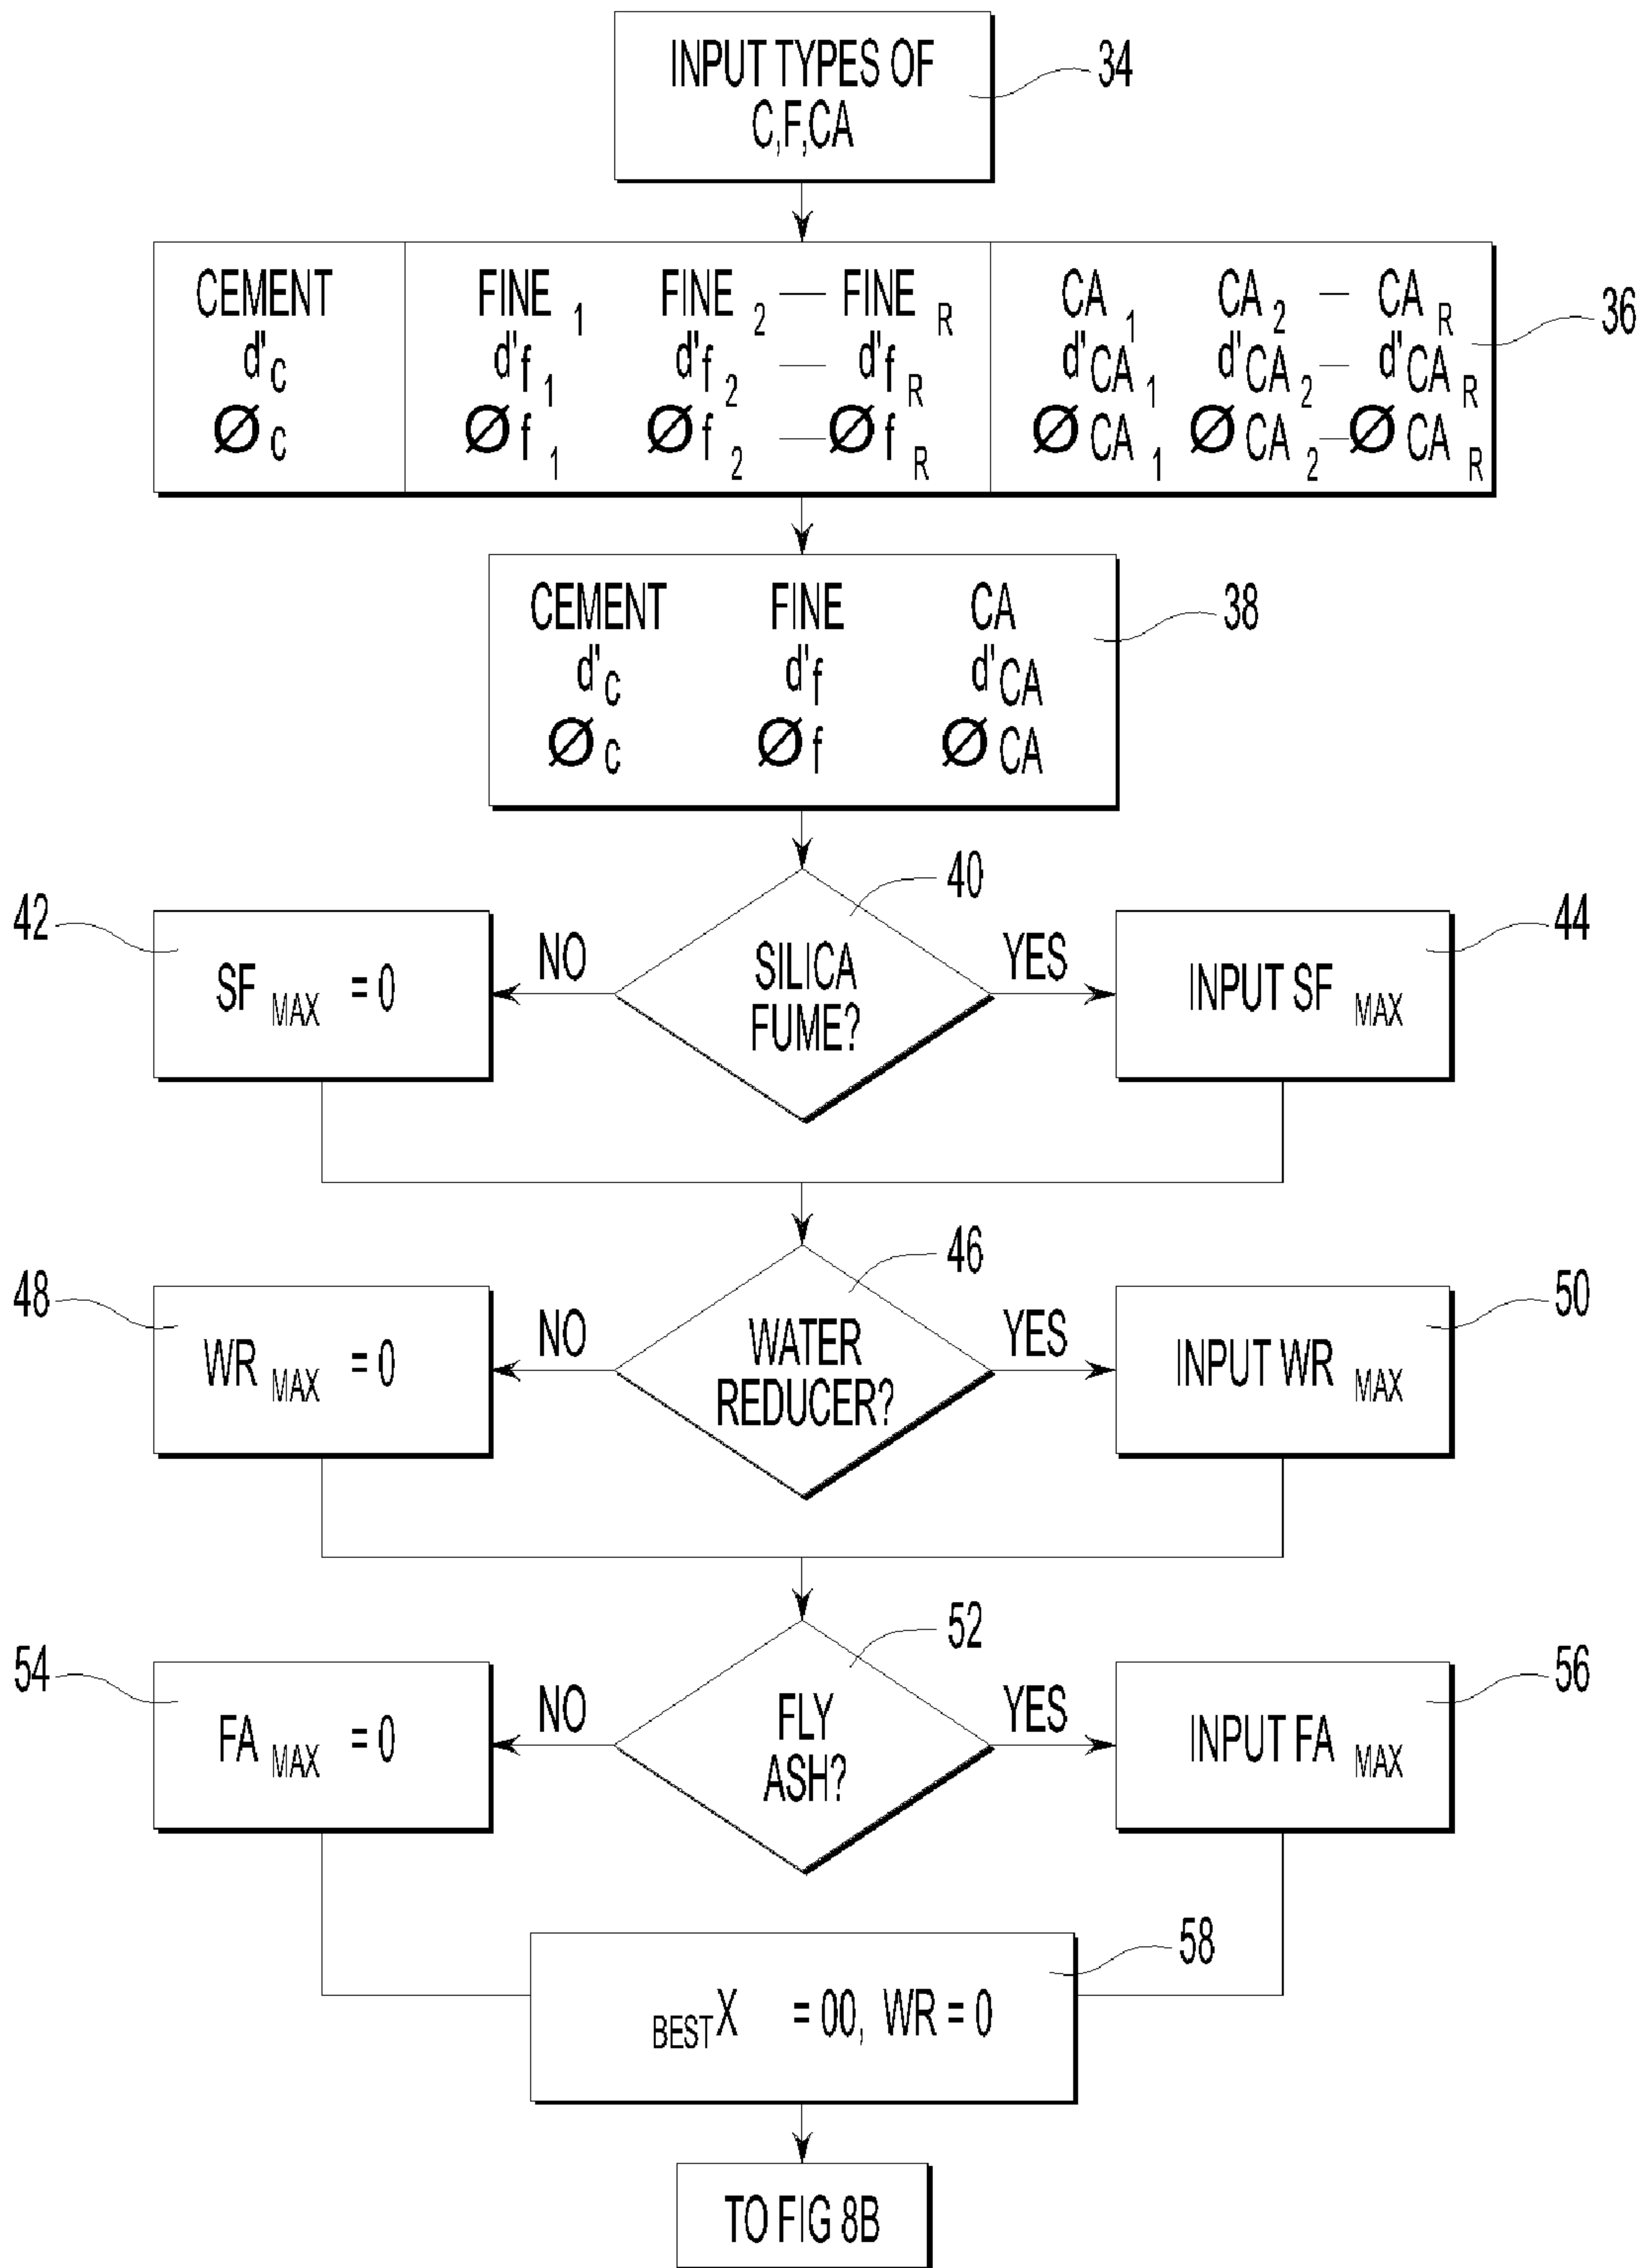 INPUT TYPES OF
C,F,CA
34
CEMENT FINE 1 FINE 2 — FINE R CA 1 CA 2 — CA R
d'c d'f 1 d'f 2 — d'f R d'CA 1 d'CA 2 — d'CA R
Øc Øf 1 Øf 2 — Øf R ØCA 1 ØCA 2 — ØCA R
36
CEMENT FINE CA
d'c d'f d'CA
Øc Øf ØCA
38
40
SILICA
FUME?
NO
YES
42
SF MAX = 0
44
INPUT SF MAX
46
WATER
REDUCER?
NO
YES
48
WR MAX = 0
50
INPUT WR MAX
52
FLY
ASH?
NO
YES
54
FA MAX = 0
56
INPUT FA MAX
58
BEST X = 00, WR = 0
TO FIG 8B